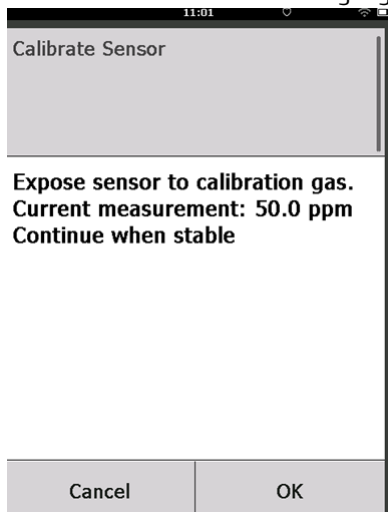 11:01
Calibrate Sensor
Expose sensor to calibration gas.
Current measurement: 50.0 ppm
Continue when stable
Cancel
OK